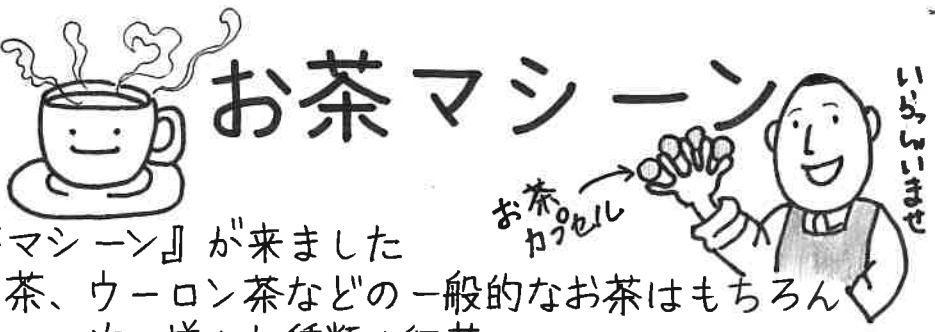 お茶マシーン
いらっしゃいませ
お茶
カプセル
マシーン』が来ました
茶、ウーロン茶などの一般的なお茶はもちろん